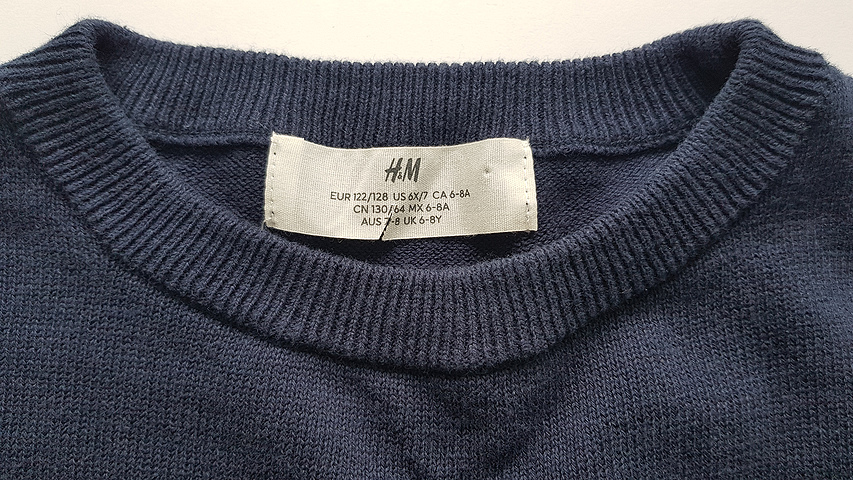 H&M
EUR 122/128 US 6X/7 CA 6-8A
CN 130/64 MX 6-8A
AUS 7-8 UK 6-8Y